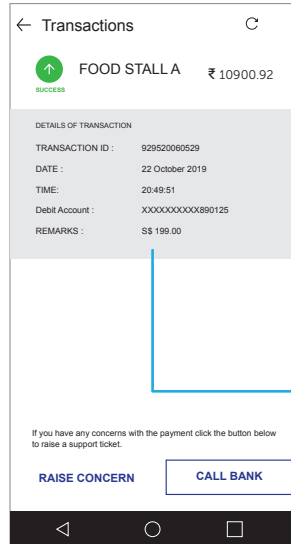 Transactions
FOOD STALL A
₹ 10900.92
SUCCESS
DETAILS OF TRANSACTION
TRANSACTION ID : 929520060529
DATE : 22 October 2019
TIME: 20:49:51
Debit Account : XXXXXXXXXX890125
REMARKS : S$ 199.00
If you have any concerns with the payment click the button below
to raise a support ticket.
RAISE CONCERN
CALL BANK